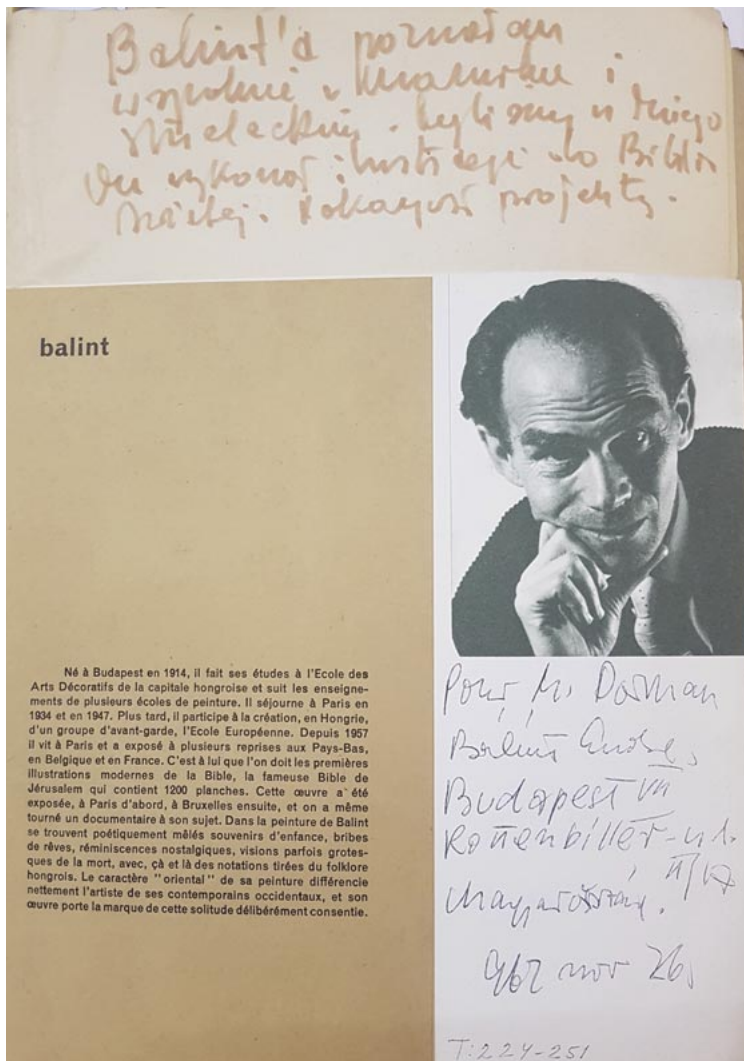 Balint'a poznałam
wspólnie i
Strzeleckim. byliśmy u niego
on wykonał ilustracje do Biblii
projekty.
balint
Né à Budapest en 1914, il fait ses études à l'Ecole des
Arts Décoratifs de la capitale hongroise et suit les enseigne-
ments de plusieurs écoles de peinture. Il séjourne à Paris en
1934 et en 1947. Plus tard, il participe à la création, en Hongrie,
d'un groupe d'avant-garde, l'Ecole Européenne. Depuis 1957
il vit à Paris et a exposé à plusieurs reprises aux Pays-Bas,
en Belgique et en France. C'est à lui que l'on doit les premières
illustrations modernes de la Bible, la fameuse Bible de
Jérusalem qui contient 1200 planches. Cette œuvre a été
exposée, à Paris d'abord, à Bruxelles ensuite, et on a même
tourné un documentaire à son sujet. Dans la peinture de Balint
se trouvent poétiquement mêlés souvenirs d'enfance, bribes
de rêves, réminiscences nostalgiques, visions parfois grotes-
ques de la mort, avec, çà et là des notations tirées du folklore
hongrois. Le caractère "oriental" de sa peinture différencie
nettement l'artiste de ses contemporains occidentaux, et son
œuvre porte la marque de cette solitude délibérément consentie.
Pour M. Dorman
Bálint Endre,
Budapest VII
Rottenbiller-u 1.
II/17
Magyarország.
967 nov 26.
T:224-251